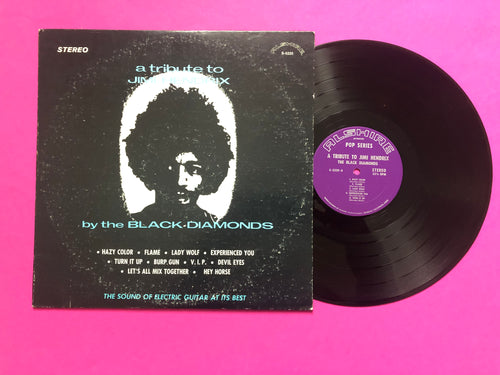 STEREO
ALSHIRE
S-5220
a tribute to
JIMI HENDRIX
by the BLACK-DIAMONDS
• HAZY COLOR • FLAME • LADY WOLF • EXPERIENCED YOU
• TURN IT UP • BURP GUN • V.I.P. • DEVIL EYES
• LET'S ALL MIX TOGETHER • HEY HORSE
THE SOUND OF ELECTRIC GUITAR AT ITS BEST
ALSHIRE
POP SERIES
A TRIBUTE TO JIMI HENDRIX
THE BLACK DIAMONDS
STEREO